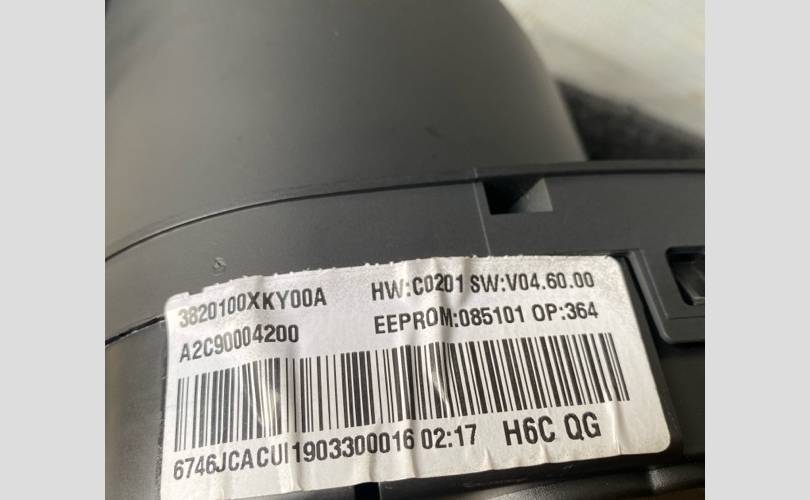 3820100XKY00A HW:C0201 SW:V04.60.00
A2C90004200 EEPROM:085101 OP:364
6746JCACUI1903300016 02:17 H6C QG